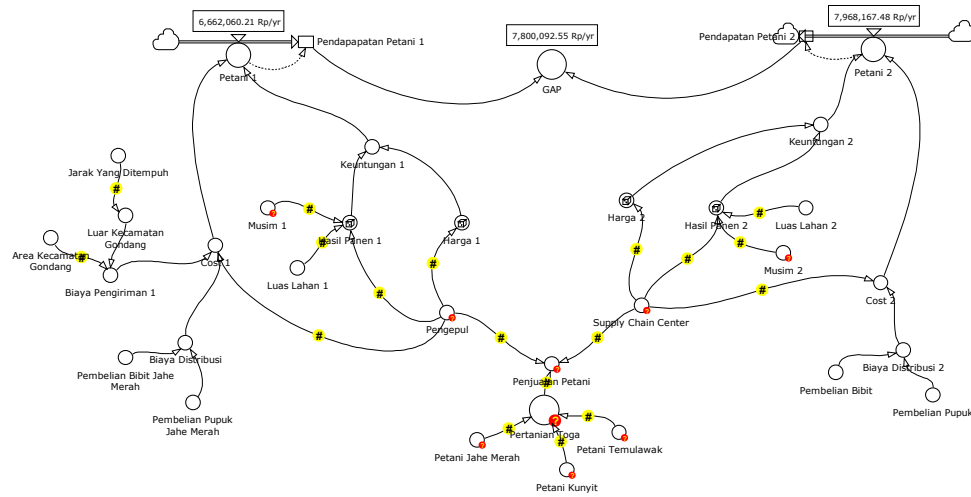 6,662,060.21 Rp/yr
Pendapapatan Petani 1
Petani 1
7,800,092.55 Rp/yr
GAP
7,968,167.48 Rp/yr
Pendapatan Petani 2
Petani 2
Keuntungan 1
Keuntungan 2
Jarak Yang Ditempuh
#
Luar Kecamatan
Gondang
Area Kecamatan
Gondang
#
Biaya Pengiriman 1
Cost 1
Musim 1
?
#
#
Hasil Panen 1
Luas Lahan 1
Harga 1
#
#
#
Pengepul
?
Harga 2
Hasil Panen 2
#
Luas Lahan 2
#
Musim 2
?
#
#
#
Supply Chain Center
?
Cost 2
Biaya Distribusi
Pembelian Bibit Jahe
Merah
Pembelian Pupuk
Jahe Merah
#
#
Penjualan Petani
?
#
Pertanian Toga
?
#
#
#
Petani Jahe Merah
?
Petani Kunyit
?
Petani Temulawak
?
Biaya Distribusi 2
Pembelian Bibit
Pembelian Pupuk